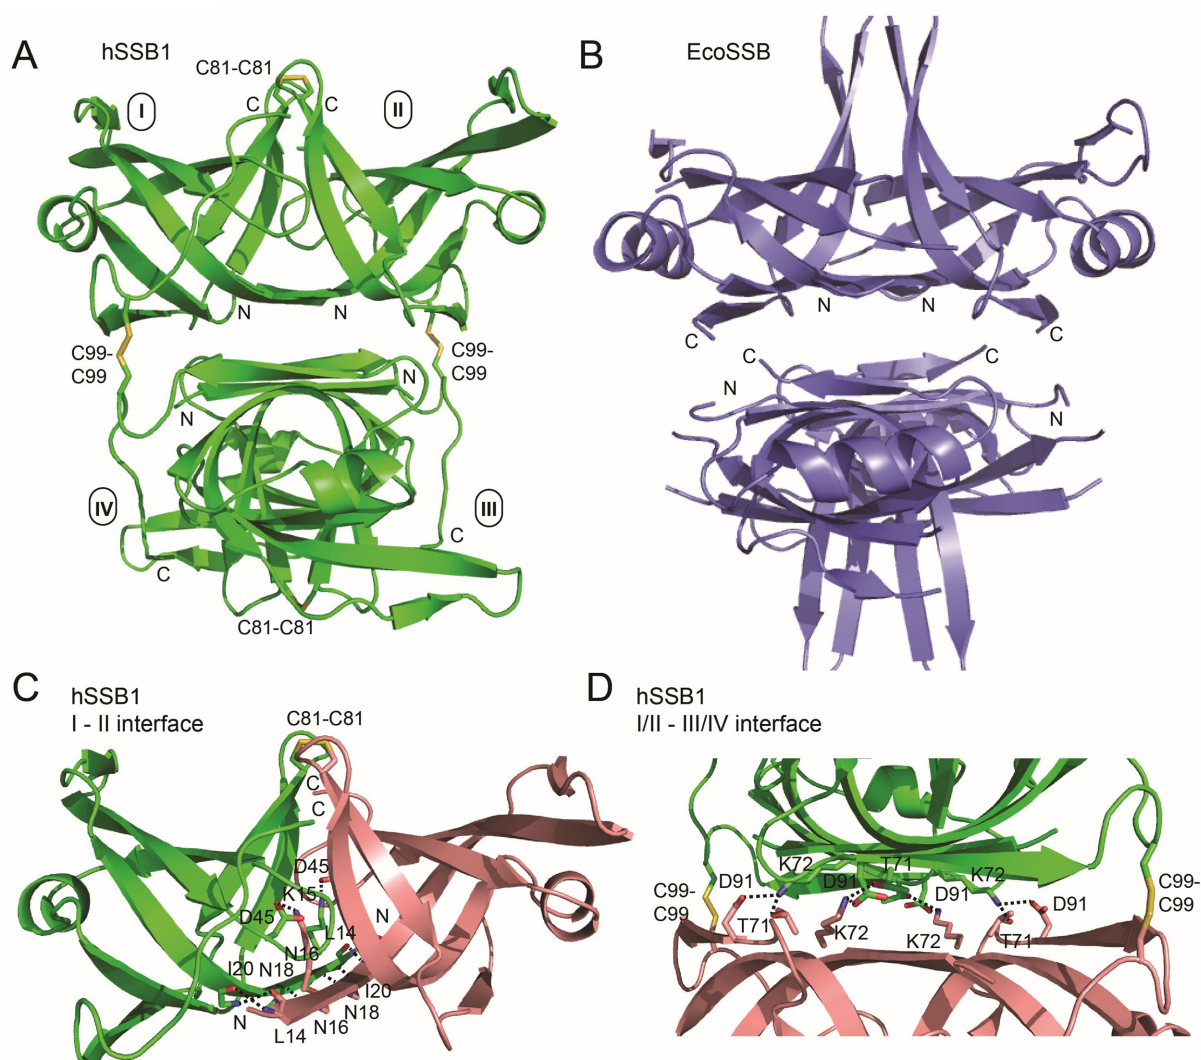 A
hSSB1
C81-C81
I
C
C
II
N
N
C99-
C99
C99-
C99
N
N
IV
III
C
C
C81-C81
B
EcoSSB
N
N
C
C
C
C
N
N
C
hSSB1
I - II interface
C81-C81
C
C
D45
K15
D45
N
L14
N16
I20
N18
I20
N
N18
N16
L14
D
hSSB1
I/II - III/IV interface
K72
T71
K72
D91
D91
D91
D91
C99-
C99
C99-
C99
T71
K72
K72
T71